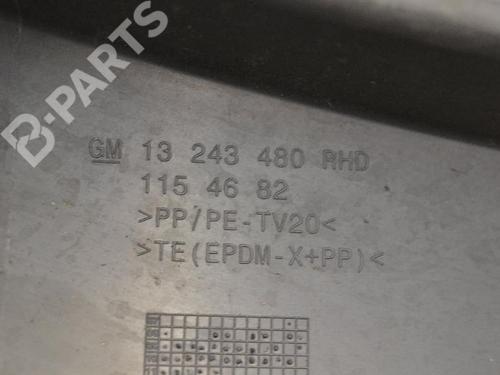 B-PARTS
GM 13 243 480 RHD
115 46 82
>PP/PE-TV20<
>TE(EPDM-X+PP)<